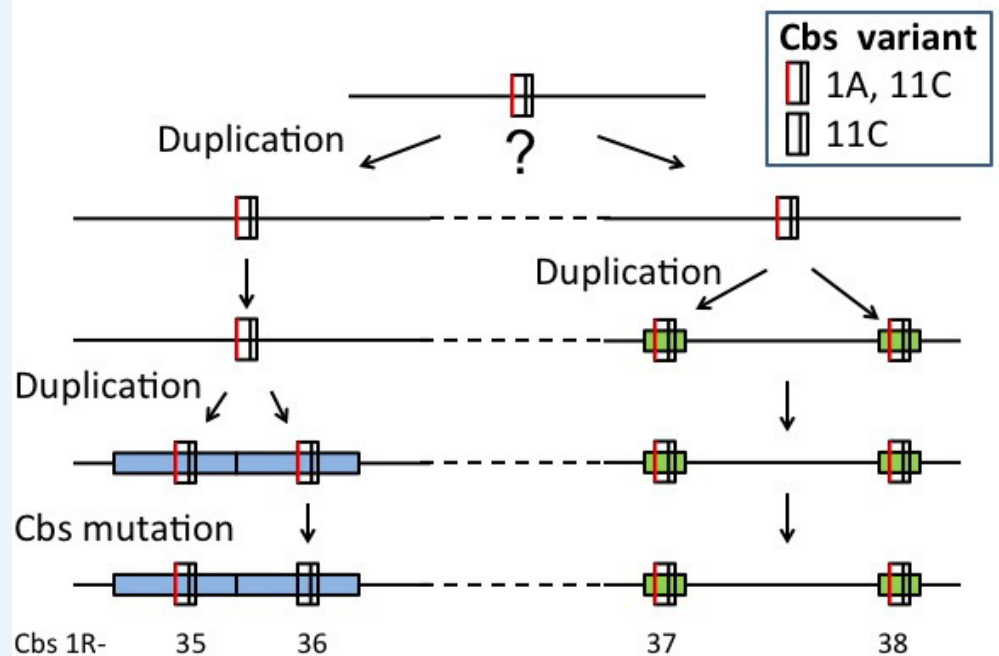 Cbs variant
1A, 11C
11C
Duplication
?
Duplication
Duplication
Cbs mutation
Cbs 1R- 35 36 37 38